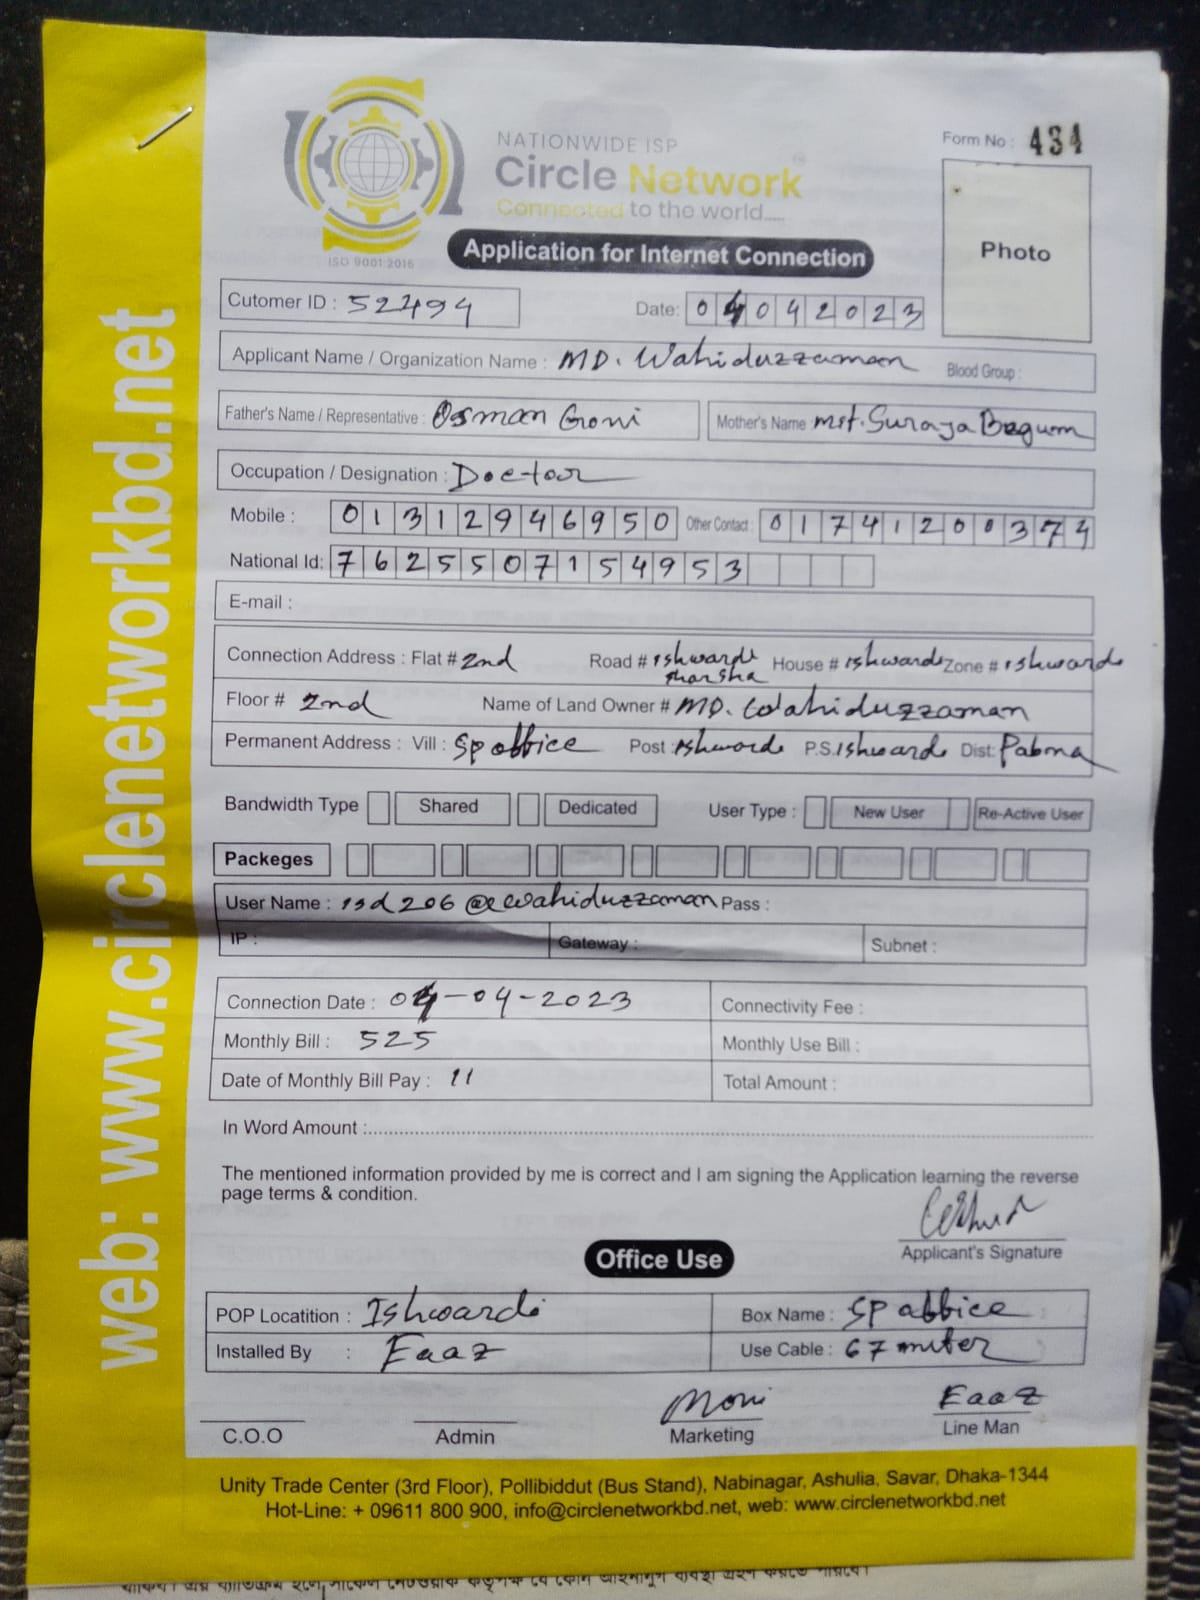 web: www.circlenetworkbd.net
NATIONWIDE ISP
Circle Network
Connected to the world.....
ISO 9001:2015
Form No : 434
Photo
Application for Internet Connection
Cutomer ID : 52494 Date: 04042023
Applicant Name / Organization Name : MD. Wahiduzzaman Blood Group :
Father's Name / Representative : Osman Goni Mother's Name Mst. Suraya Begum
Occupation / Designation : Doctor
Mobile : 01312946950 Other Contact : 01741200374
National Id: 7625507154953
E-mail :
Connection Address : Flat # 2nd Road # ishwardi House # ishwardi Zone # ishwardi
Floor # 2nd Name of Land Owner # MD. Wahiduzzaman
Permanent Address : Vill : Sp office Post : ishwardi P.S. Ishwardi Dist: Pabna
Bandwidth Type Shared Dedicated User Type : New User Re-Active User
Packeges
User Name : isd206@wahiduzzaman Pass :
IP : Gateway : Subnet :
Connection Date : 04-04-2023 Connectivity Fee :
Monthly Bill : 525 Monthly Use Bill :
Date of Monthly Bill Pay : 11 Total Amount :
In Word Amount :
The mentioned information provided by me is correct and I am signing the Application learning the reverse
page terms & condition.
Applicant's Signature
Office Use
POP Locatition : Ishwardi Box Name : SP office
Installed By : Eaaz Use Cable : 67 miter
Moni Eaaz
C.O.O Admin Marketing Line Man
Unity Trade Center (3rd Floor), Pollibiddut (Bus Stand), Nabinagar, Ashulia, Savar, Dhaka-1344
Hot-Line: + 09611 800 900, info@circlenetworkbd.net, web: www.circlenetworkbd.net